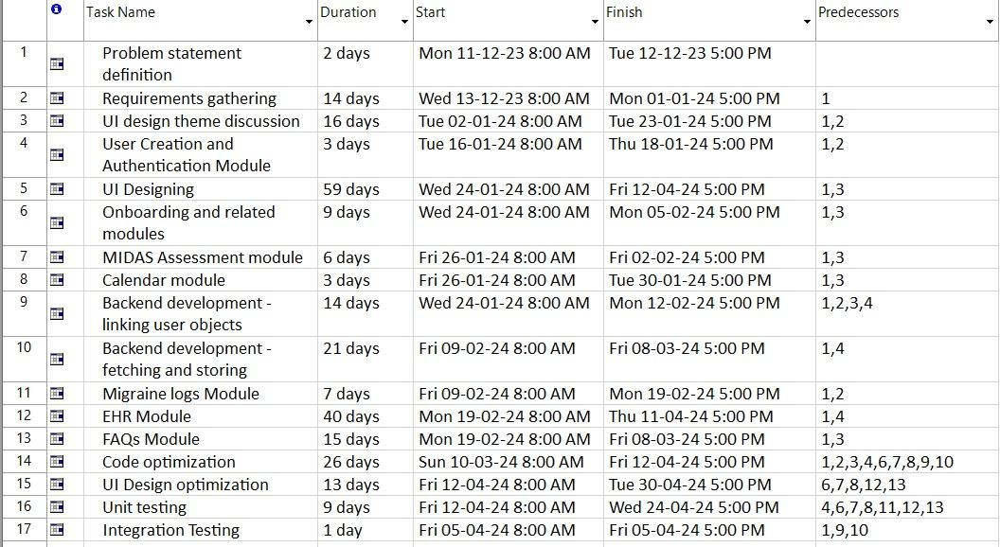 Task Name Duration Start Finish Predecessors
1 Problem statement 2 days Mon 11-12-23 8:00 AM Tue 12-12-23 5:00 PM
definition
2 Requirements gathering 14 days Wed 13-12-23 8:00 AM Mon 01-01-24 5:00 PM 1
3 UI design theme discussion 16 days Tue 02-01-24 8:00 AM Tue 23-01-24 5:00 PM 1,2
4 User Creation and 3 days Tue 16-01-24 8:00 AM Thu 18-01-24 5:00 PM 1,2
Authentication Module
5 UI Designing 59 days Wed 24-01-24 8:00 AM Fri 12-04-24 5:00 PM 1,3
6 Onboarding and related 9 days Wed 24-01-24 8:00 AM Mon 05-02-24 5:00 PM 1,3
modules
7 MIDAS Assessment module 6 days Fri 26-01-24 8:00 AM Fri 02-02-24 5:00 PM 1,3
8 Calendar module 3 days Fri 26-01-24 8:00 AM Tue 30-01-24 5:00 PM 1,3
9 Backend development - 14 days Wed 24-01-24 8:00 AM Mon 12-02-24 5:00 PM 1,2,3,4
linking user objects
10 Backend development - 21 days Fri 09-02-24 8:00 AM Fri 08-03-24 5:00 PM 1,4
fetching and storing
11 Migraine logs Module 7 days Fri 09-02-24 8:00 AM Mon 19-02-24 5:00 PM 1,2
12 EHR Module 40 days Mon 19-02-24 8:00 AM Thu 11-04-24 5:00 PM 1,4
13 FAQs Module 15 days Mon 19-02-24 8:00 AM Fri 08-03-24 5:00 PM 1,3
14 Code optimization 26 days Sun 10-03-24 8:00 AM Fri 12-04-24 5:00 PM 1,2,3,4,6,7,8,9,10
15 UI Design optimization 13 days Fri 12-04-24 8:00 AM Tue 30-04-24 5:00 PM 6,7,8,12,13
16 Unit testing 9 days Fri 12-04-24 8:00 AM Wed 24-04-24 5:00 PM 4,6,7,8,11,12,13
17 Integration Testing 1 day Fri 05-04-24 8:00 AM Fri 05-04-24 5:00 PM 1,9,10